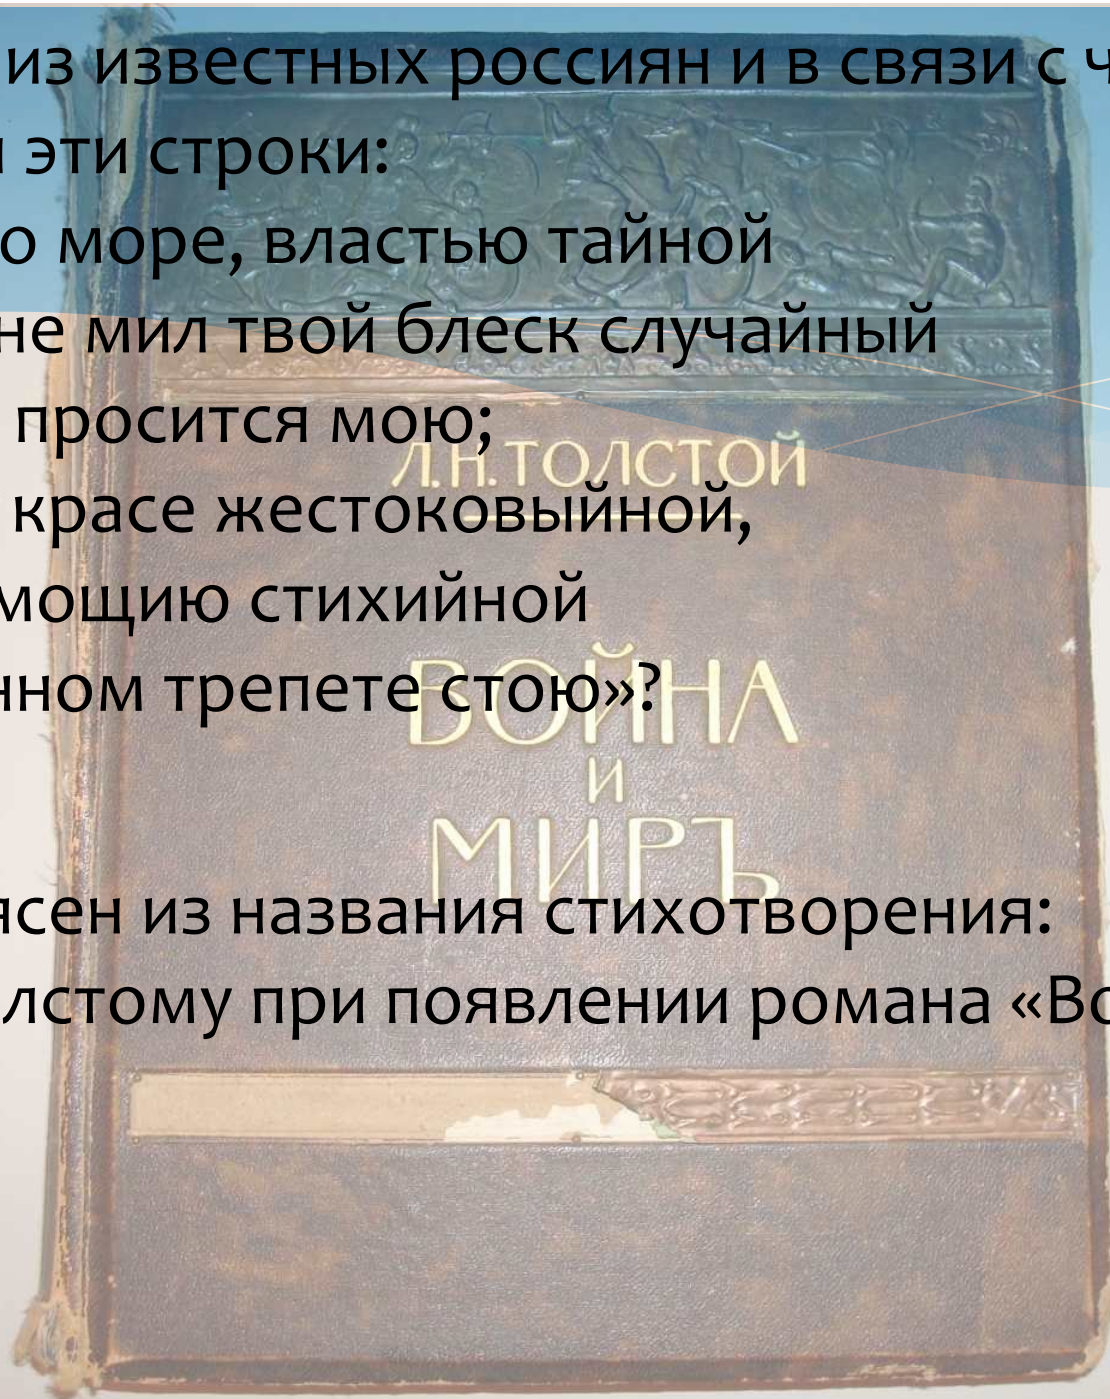 из известных россиян и в связи с ч
эти строки:
о море, властью тайной
не мил твой блеск случайный
просится мою;
красе жестоковыйной,
мощию стихийной
нном трепете стою»?
ясен из названия стихотворения:
лстому при появлении романа «Во
Л.Н.ТОЛСТОЙ
ВОЙНА
И
МИРЪ